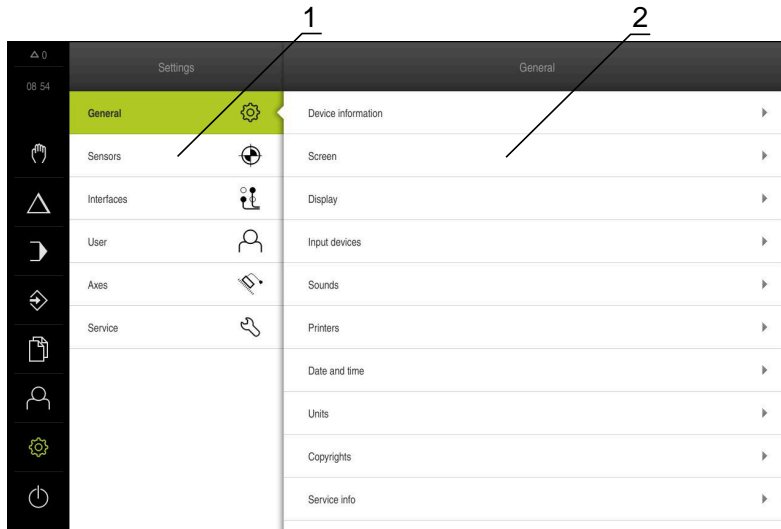 1
2
0
Settings
General
08 54
General
Device information
Sensors
Screen
Interfaces
Display
User
Input devices
Axes
Sounds
Service
Printers
Date and time
Units
Copyrights
Service info